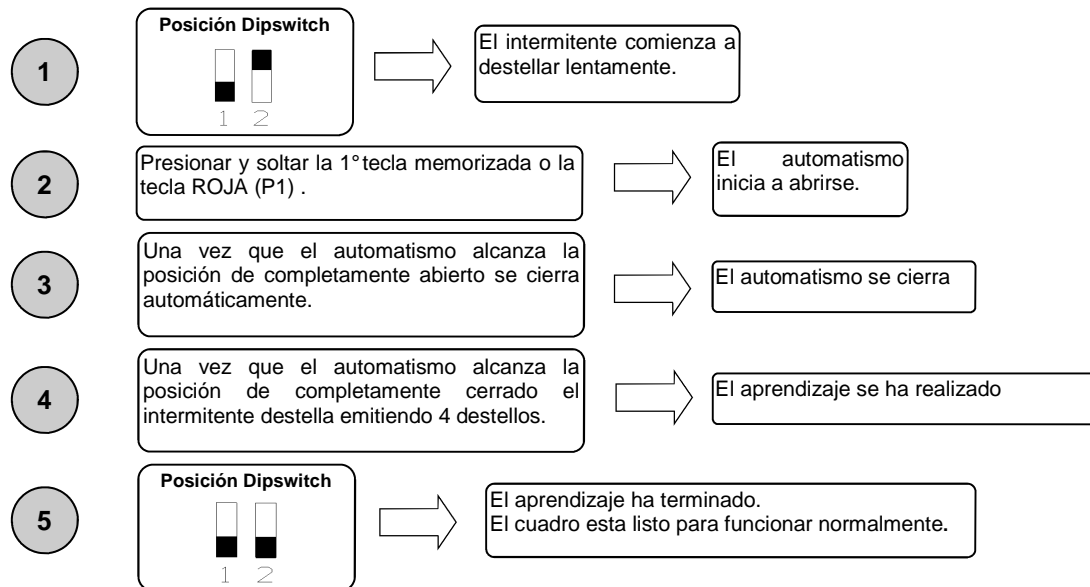 1
Posición Dipswitch
1 2
El intermitente comienza a
destellar lentamente.
2
Presionar y soltar la 1° tecla memorizada o la
tecla ROJA (P1) .
El automatismo
inicia a abrirse.
3
Una vez que el automatismo alcanza la
posición de completamente abierto se cierra
automáticamente.
El automatismo se cierra
4
Una vez que el automatismo alcanza la
posición de completamente cerrado el
intermitente destella emitiendo 4 destellos.
El aprendizaje se ha realizado
5
Posición Dipswitch
1 2
El aprendizaje ha terminado.
El cuadro esta listo para funcionar normalmente.